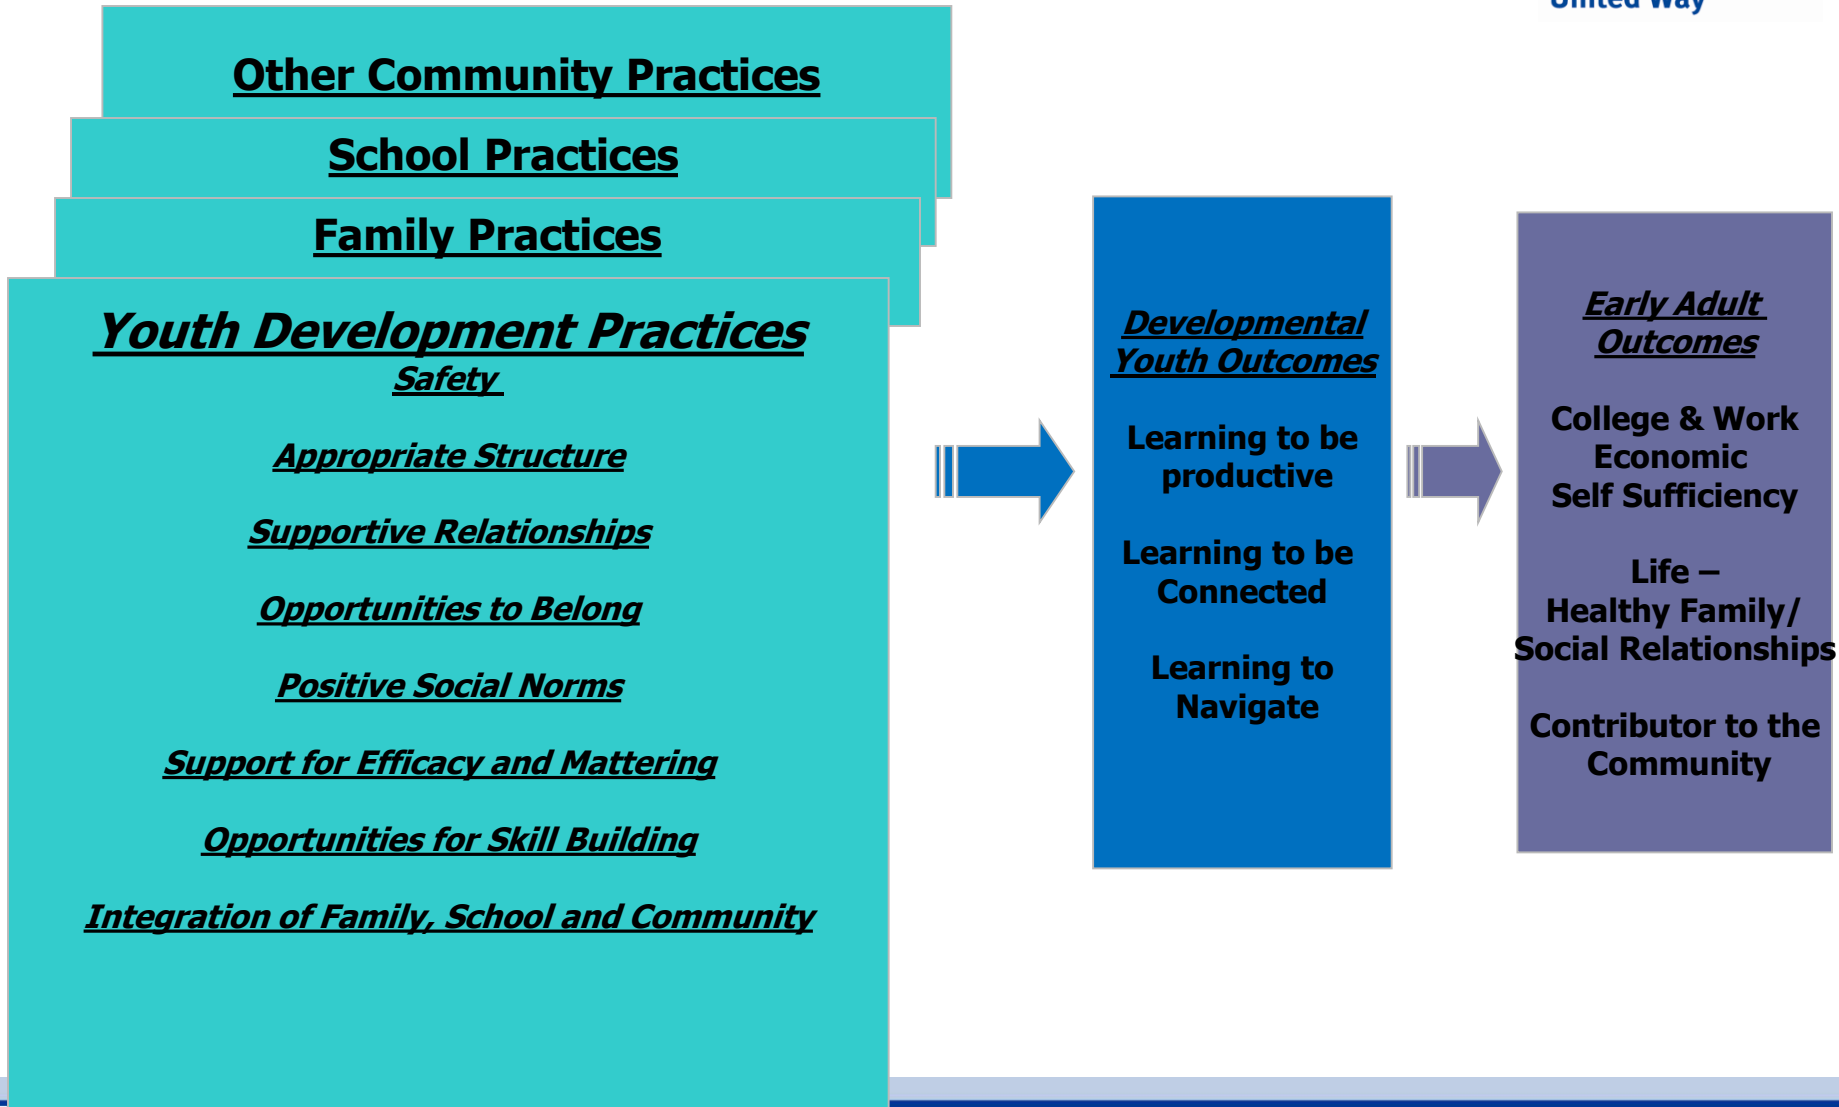 United Way
Other Community Practices
School Practices
Family Practices
Youth Development Practices
Safety
Appropriate Structure
Supportive Relationships
Opportunities to Belong
Positive Social Norms
Support for Efficacy and Mattering
Opportunities for Skill Building
Integration of Family, School and Community
Developmental
Youth Outcomes
Learning to be
productive
Learning to be
Connected
Learning to
Navigate
Early Adult
Outcomes
College & Work
Economic
Self Sufficiency
Life –
Healthy Family/
Social Relationships
Contributor to the
Community